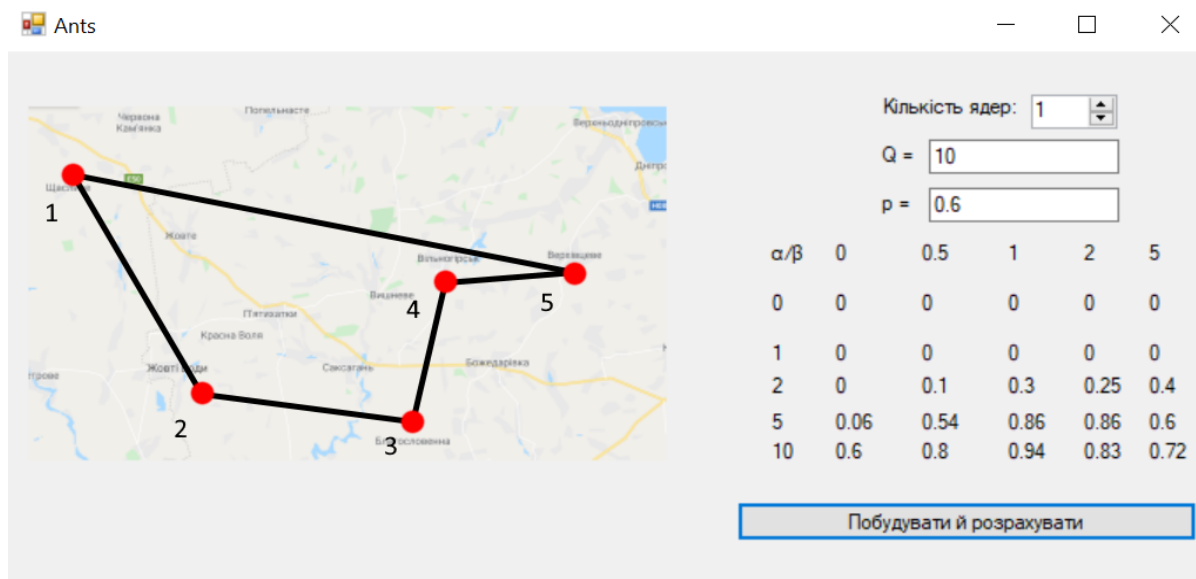 Ants
Кількість ядер: 1
Q = 10
p = 0.6
α/β 0 0.5 1 2 5
0 0 0 0 0 0
1 0 0 0 0 0
2 0 0.1 0.3 0.25 0.4
5 0.06 0.54 0.86 0.86 0.6
10 0.6 0.8 0.94 0.83 0.72
Побудувати й розрахувати
Попельнасте
Червона
Кам'янка
Верхньодніпровськ
1
Жовте
Вільногірськ
Верхівцеве
4
5
Вишневе
П'ятихатки
Красна Воля
Саксагань
Божедарівка
2
3